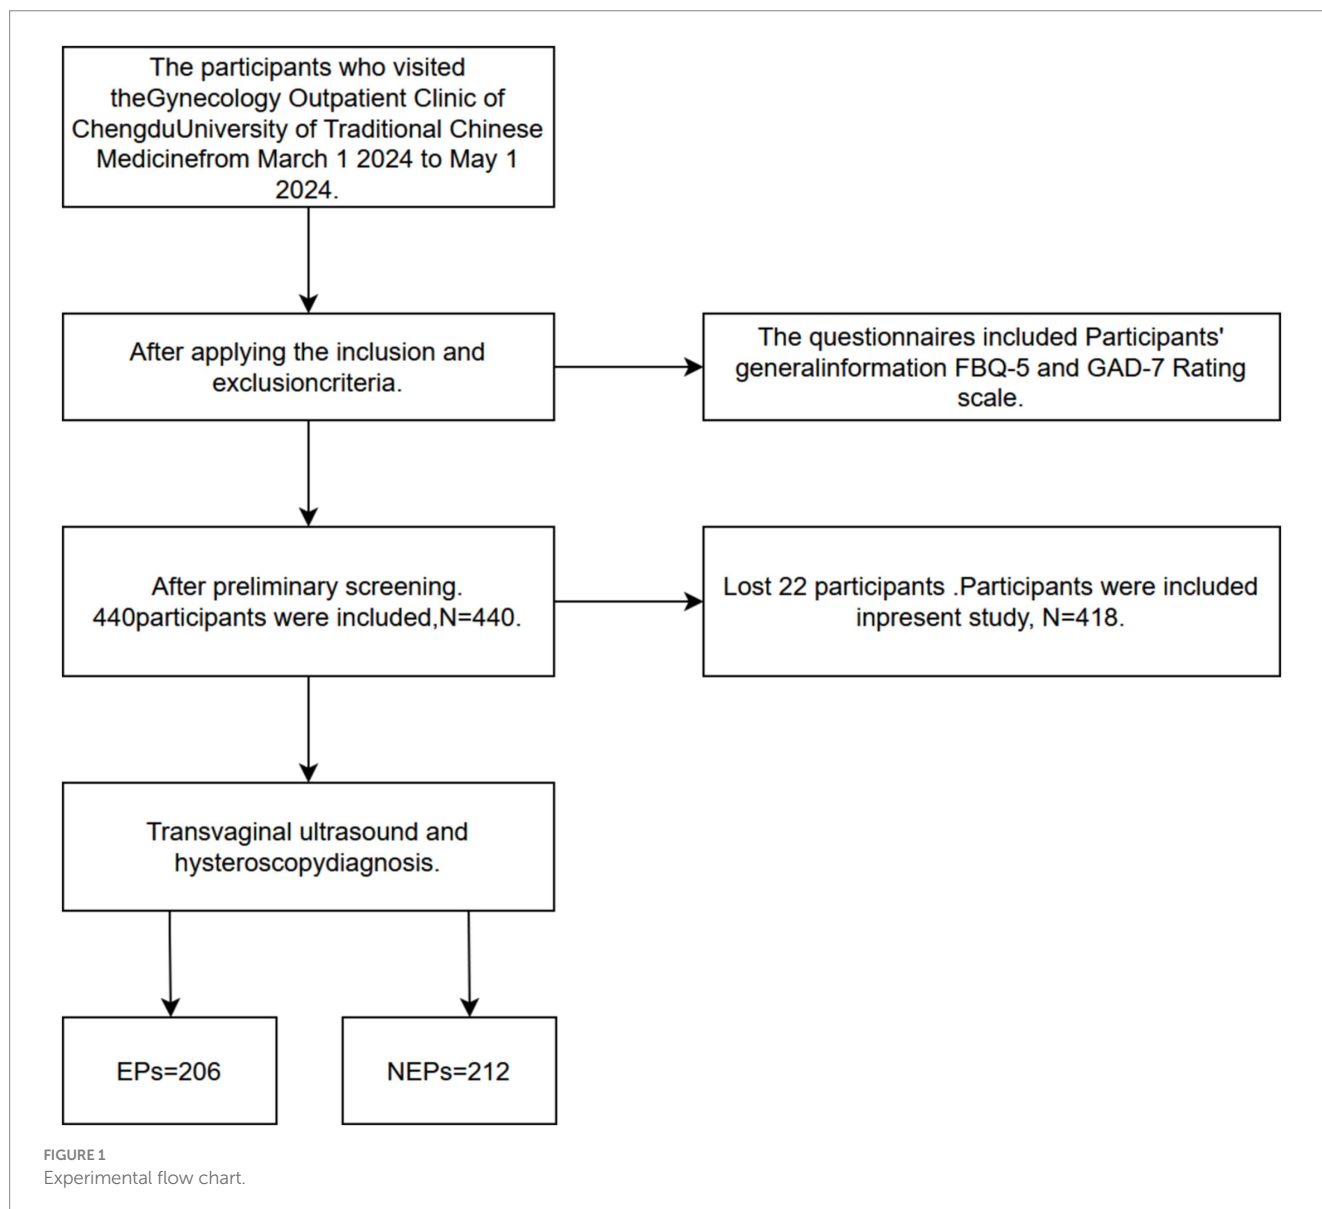 The participants who visited
theGynecology Outpatient Clinic of
ChengduUniversity of Traditional Chinese
Medicinefrom March 1 2024 to May 1
2024.
After applying the inclusion and
exclusioncriteria.
The questionnaires included Participants'
generalinformation FBQ-5 and GAD-7 Rating
scale.
After preliminary screening.
440participants were included,N=440.
Lost 22 participants .Participants were included
inpresent study, N=418.
Transvaginal ultrasound and
hysteroscopydiagnosis.
EPs=206
NEPs=212
FIGURE 1
Experimental flow chart.